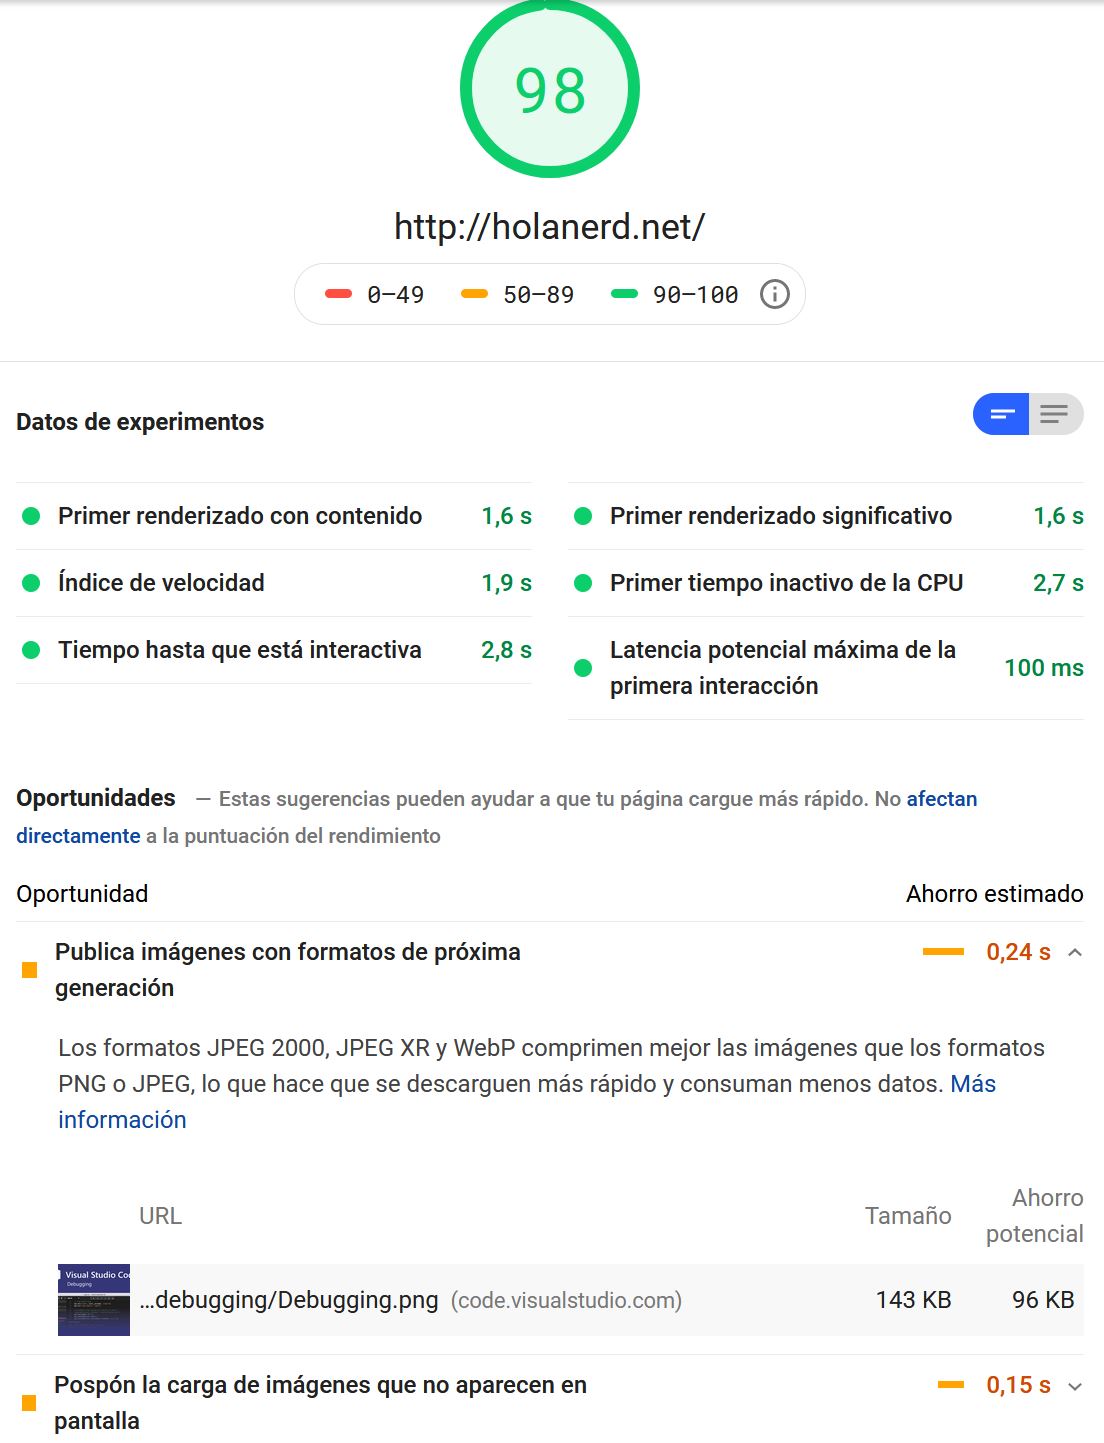 98
http://holanerd.net/
0–49 50–89 90–100
Datos de experimentos
Primer renderizado con contenido 1,6 s
Primer renderizado significativo 1,6 s
Índice de velocidad 1,9 s
Primer tiempo inactivo de la CPU 2,7 s
Tiempo hasta que está interactiva 2,8 s
Latencia potencial máxima de la
primera interacción 100 ms
Oportunidades — Estas sugerencias pueden ayudar a que tu página cargue más rápido. No afectan
directamente a la puntuación del rendimiento
Oportunidad Ahorro estimado
Publica imágenes con formatos de próxima
generación 0,24 s
Los formatos JPEG 2000, JPEG XR y WebP comprimen mejor las imágenes que los formatos
PNG o JPEG, lo que hace que se descarguen más rápido y consuman menos datos. Más
información
URL Tamaño Ahorro
potencial
Visual Studio Co
Debugging
…debugging/Debugging.png (code.visualstudio.com) 143 KB 96 KB
Pospón la carga de imágenes que no aparecen en
pantalla 0,15 s